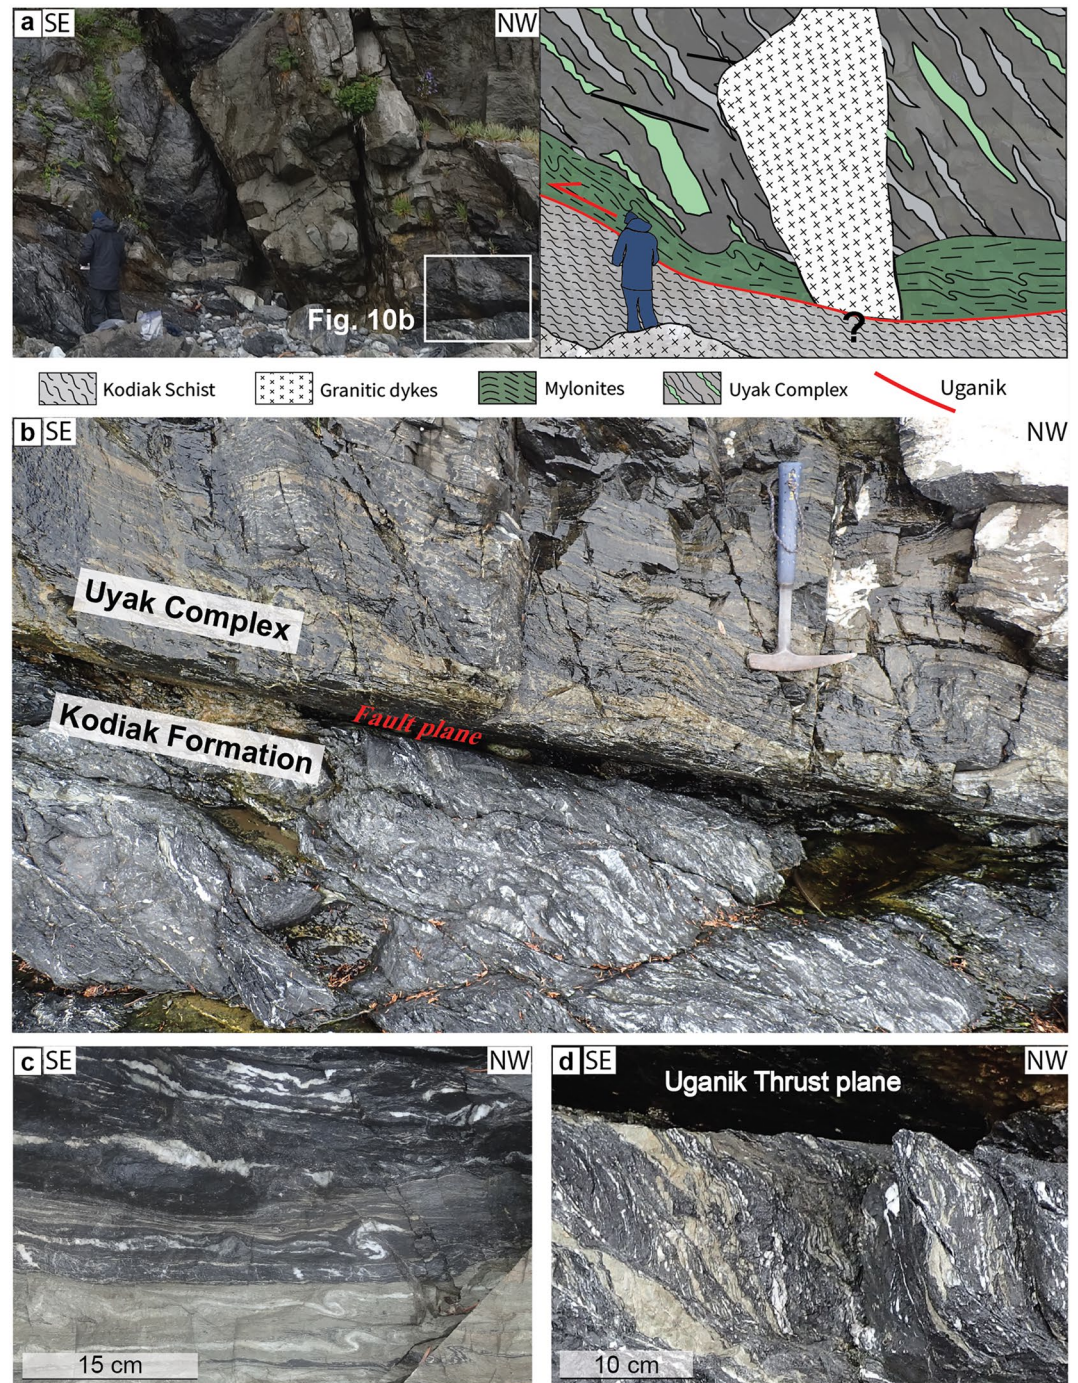 a SE
NW
Fig. 10b
?
Kodiak Schist
Granitic dykes
Mylonites
Uyak Complex
Uganik
b SE
NW
Uyak Complex
Kodiak Formation
Fault plane
c SE
NW
15 cm
d SE
NW
Uganik Thrust plane
10 cm